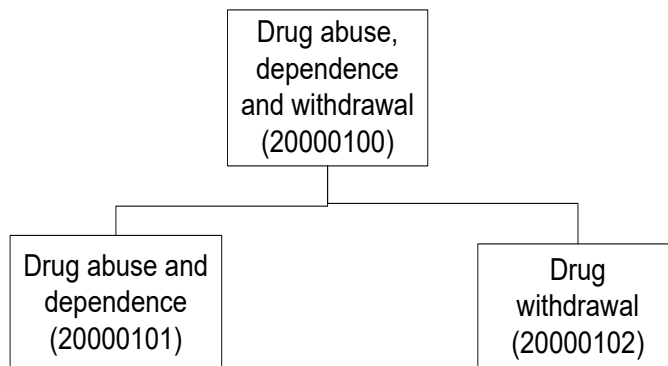 Drug abuse,
dependence
and withdrawal
(20000100)
Drug abuse and
dependence
(20000101)
Drug
withdrawal
(20000102)